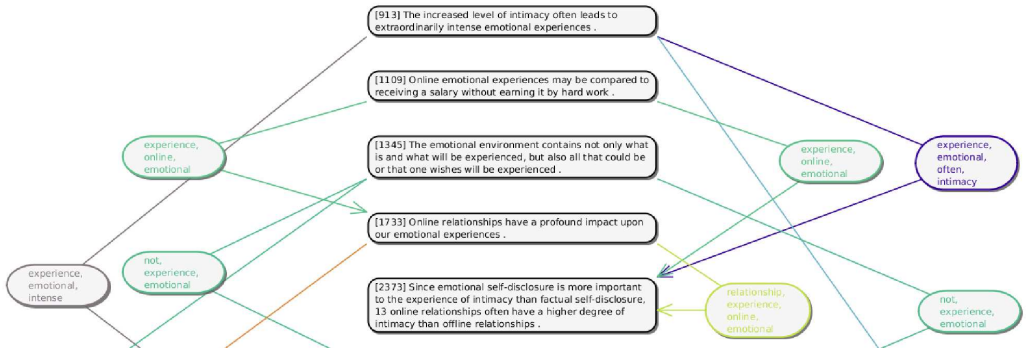 [913] The increased level of intimacy often leads to
extraordinarily intense emotional experiences .
[1109] Online emotional experiences may be compared to
receiving a salary without earning it by hard work .
experience,
online,
emotional
[1345] The emotional environment contains not only what
is and what will be experienced, but also all that could be
or that one wishes will be experienced .
experience,
online,
emotional
experience,
emotional,
often,
intimacy
[1733] Online relationships have a profound impact upon
our emotional experiences .
not,
experience,
emotional
experience,
emotional,
intense
[2373] Since emotional self-disclosure is more important
to the experience of intimacy than factual self-disclosure,
13 online relationships often have a higher degree of
intimacy than offline relationships .
relationship,
experience,
online,
emotional
not,
experience,
emotional